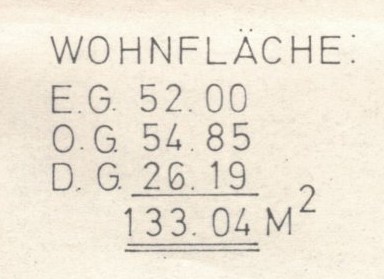 WOHNFLÄCHE:
E.G. 52.00
O.G. 54.85
D.G. 26.19
133.04 M²